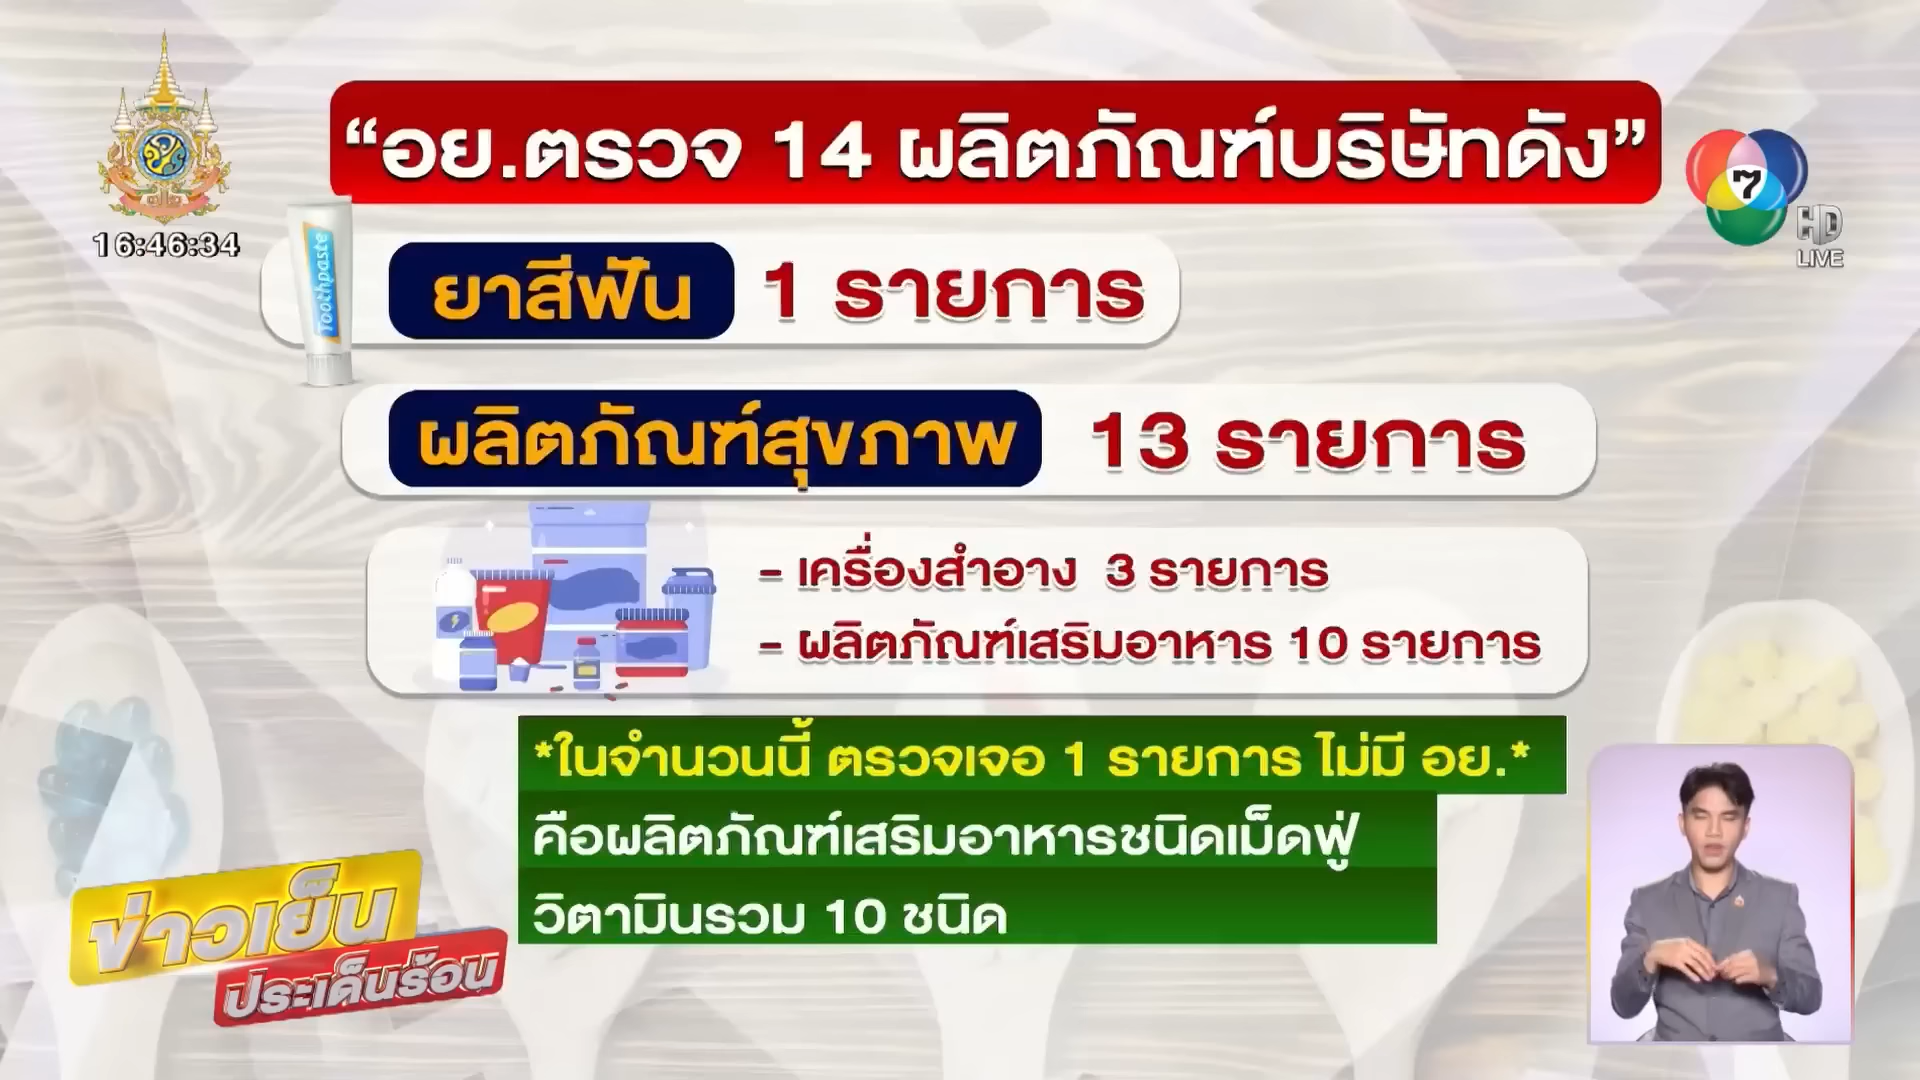 “อย.ตรวจ 14 ผลิตภัณฑ์บริษัทดัง”
7
HD
LIVE
16:46:34
Toothpaste
ยาสีฟัน 1 รายการ
ผลิตภัณฑ์สุขภาพ 13 รายการ
- เครื่องสำอาง 3 รายการ
- ผลิตภัณฑ์เสริมอาหาร 10 รายการ
*ในจำนวนนี้ ตรวจเจอ 1 รายการ ไม่มี อย.*
คือผลิตภัณฑ์เสริมอาหารชนิดเม็ดฟู่
วิตามินรวม 10 ชนิด
ข่าวเย็น
ประเด็นร้อน